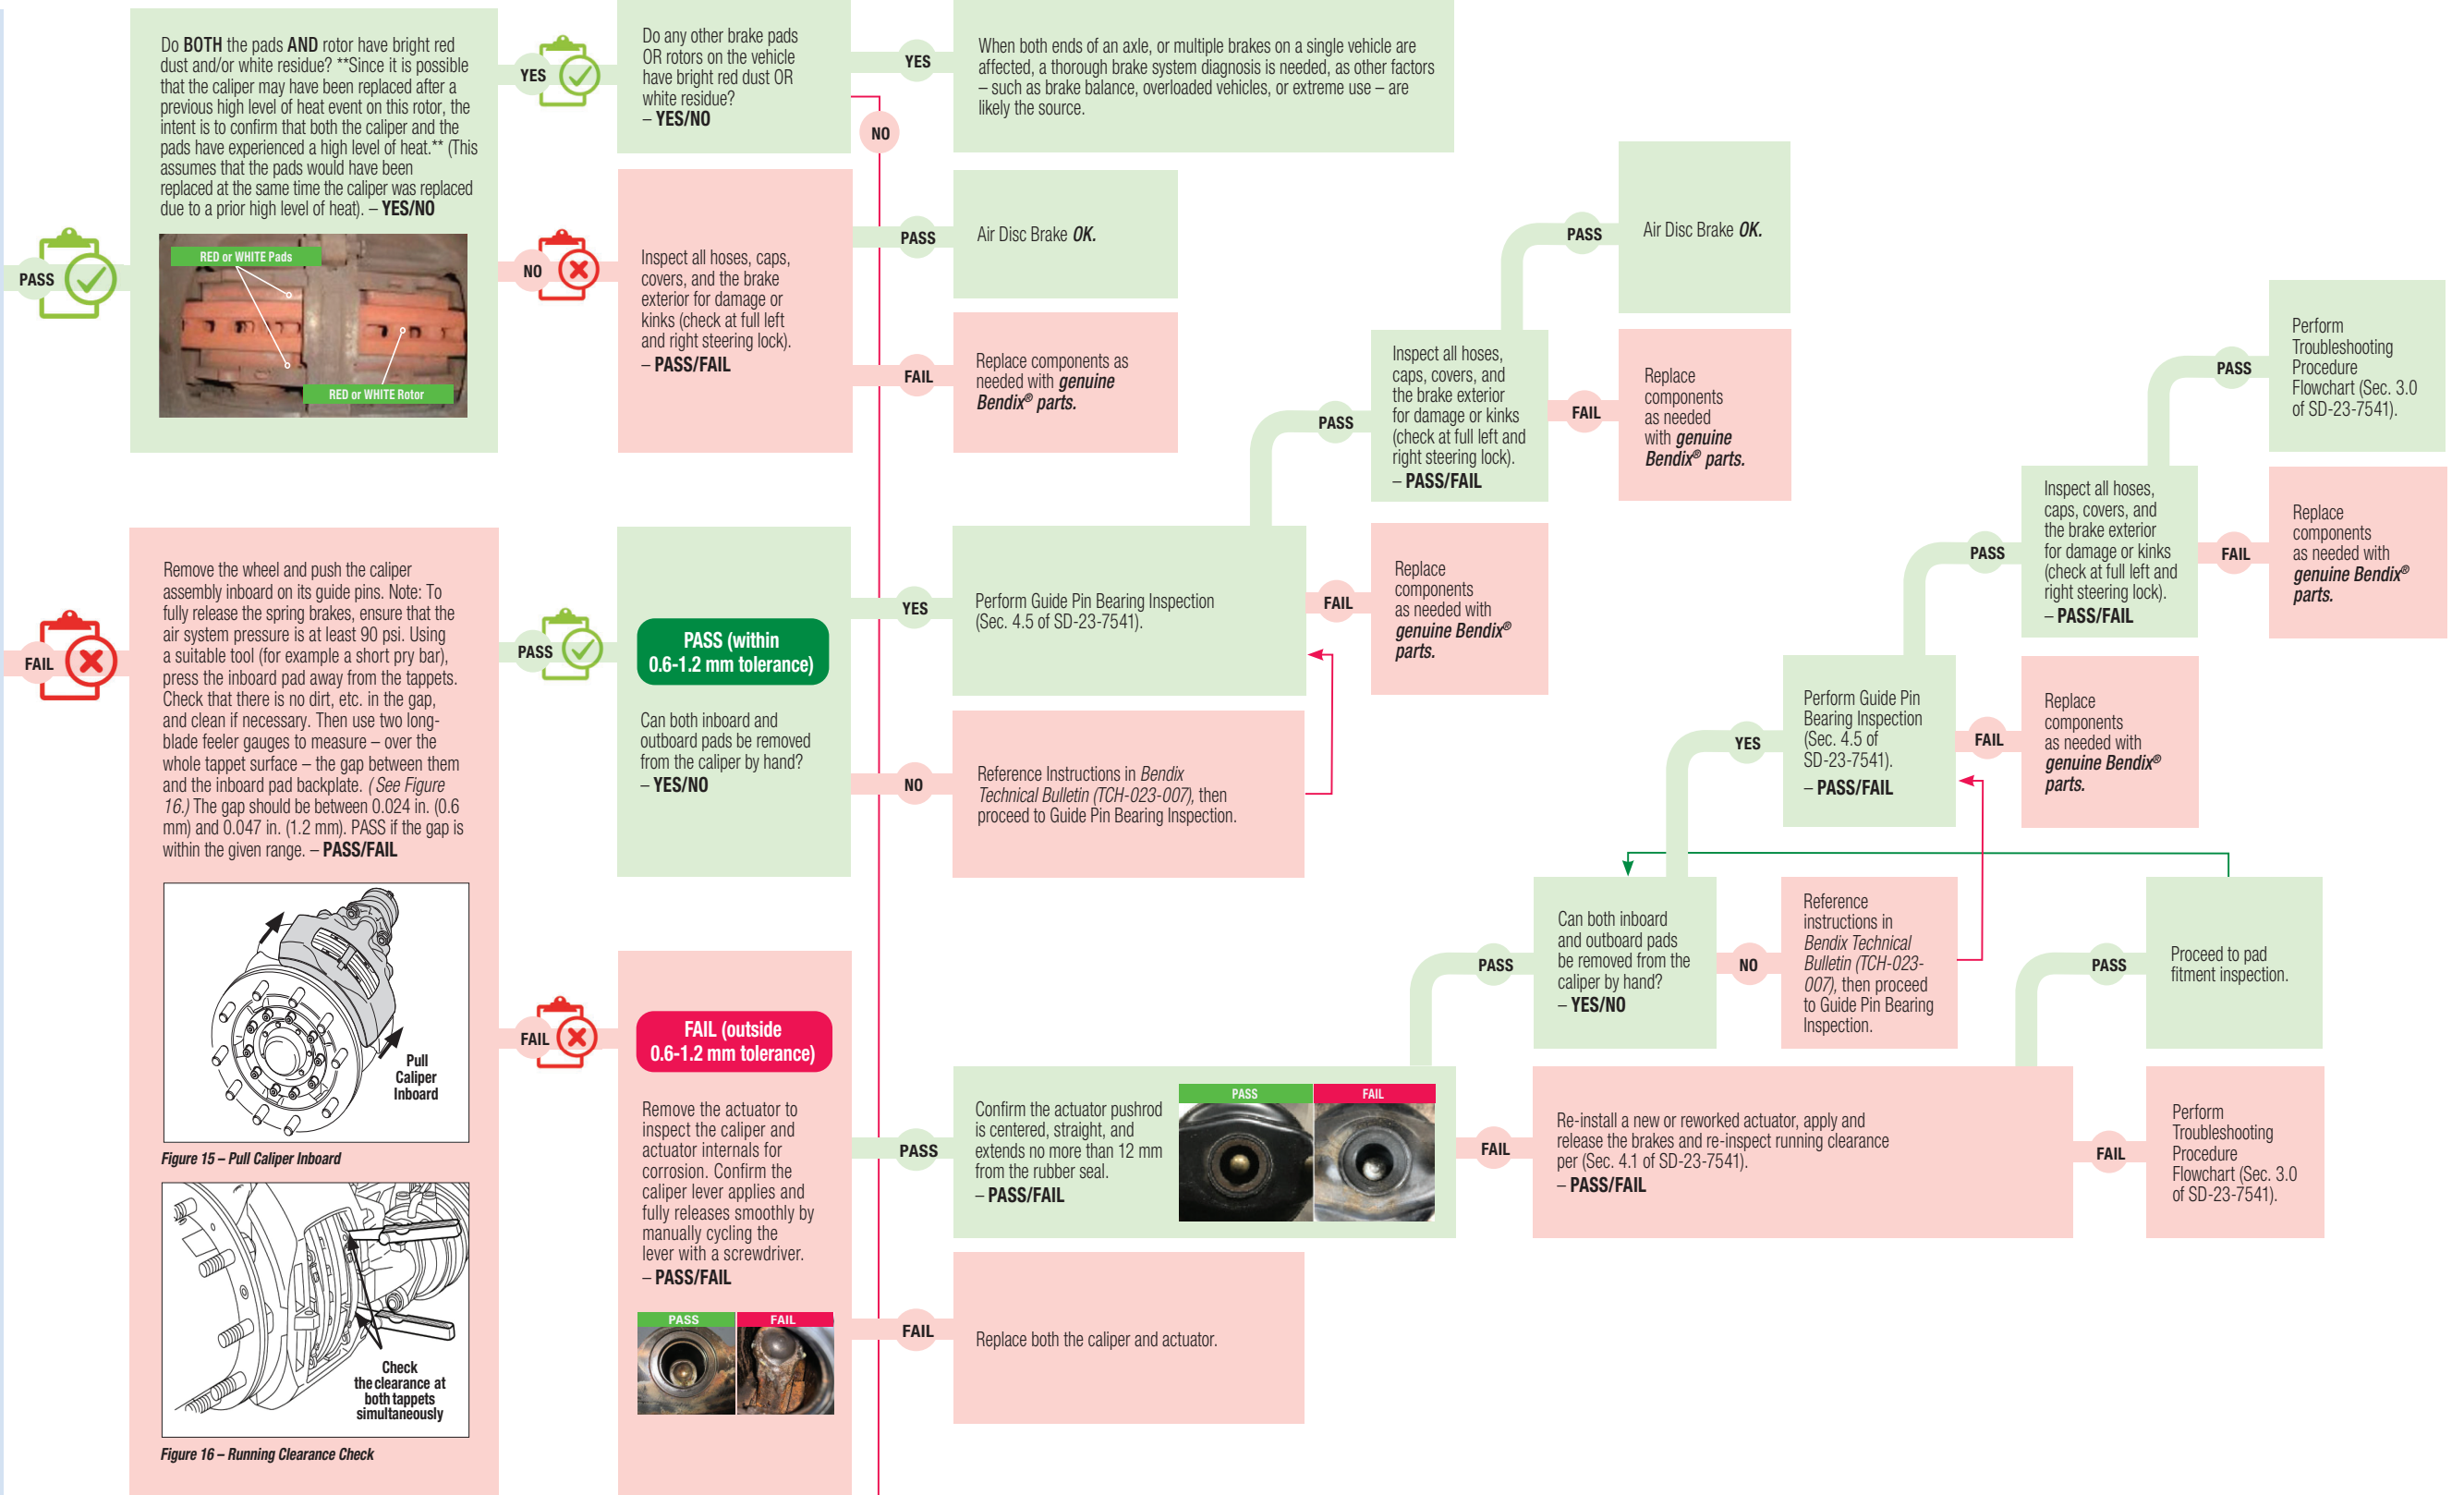 PASS
Do BOTH the pads AND rotor have bright red
dust and/or white residue? **Since it is possible
that the caliper may have been replaced after a
previous high level of heat event on this rotor, the
intent is to confirm that both the caliper and the
pads have experienced a high level of heat.** (This
assumes that the pads would have been
replaced at the same time the caliper was replaced
due to a prior high level of heat). – YES/NO
RED or WHITE Pads
RED or WHITE Rotor
YES
Do any other brake pads
OR rotors on the vehicle
have bright red dust OR
white residue?
– YES/NO
YES
When both ends of an axle, or multiple brakes on a single vehicle are
affected, a thorough brake system diagnosis is needed, as other factors
– such as brake balance, overloaded vehicles, or extreme use – are
likely the source.
NO
NO
Inspect all hoses, caps,
covers, and the brake
exterior for damage or
kinks (check at full left
and right steering lock).
– PASS/FAIL
PASS
Air Disc Brake OK.
FAIL
Replace components as
needed with genuine
Bendix® parts.
FAIL
Remove the wheel and push the caliper
assembly inboard on its guide pins. Note: To
fully release the spring brakes, ensure that the
air system pressure is at least 90 psi. Using
a suitable tool (for example a short pry bar),
press the inboard pad away from the tappets.
Check that there is no dirt, etc. in the gap,
and clean if necessary. Then use two long-
blade feeler gauges to measure – over the
whole tappet surface – the gap between them
and the inboard pad backplate. (See Figure
16.) The gap should be between 0.024 in. (0.6
mm) and 0.047 in. (1.2 mm). PASS if the gap is
within the given range. – PASS/FAIL
Pull
Caliper
Inboard
Figure 15 – Pull Caliper Inboard
Check
the clearance at
both tappets
simultaneously
Figure 16 – Running Clearance Check
PASS
PASS (within
0.6-1.2 mm tolerance)
Can both inboard and
outboard pads be removed
from the caliper by hand?
– YES/NO
YES
Perform Guide Pin Bearing Inspection
(Sec. 4.5 of SD-23-7541).
NO
Reference Instructions in Bendix
Technical Bulletin (TCH-023-007), then
proceed to Guide Pin Bearing Inspection.
PASS
Inspect all hoses,
caps, covers, and
the brake exterior
for damage or kinks
(check at full left and
right steering lock).
– PASS/FAIL
PASS
Air Disc Brake OK.
FAIL
Replace
components
as needed
with genuine
Bendix® parts.
FAIL
Replace
components
as needed with
genuine Bendix®
parts.
FAIL
FAIL (outside
0.6-1.2 mm tolerance)
Remove the actuator to
inspect the caliper and
actuator internals for
corrosion. Confirm the
caliper lever applies and
fully releases smoothly by
manually cycling the
lever with a screwdriver.
– PASS/FAIL
PASS
FAIL
PASS
Confirm the actuator pushrod
is centered, straight, and
extends no more than 12 mm
from the rubber seal.
– PASS/FAIL
PASS
FAIL
FAIL
Replace both the caliper and actuator.
PASS
Can both inboard
and outboard pads
be removed from the
caliper by hand?
– YES/NO
NO
Reference
instructions in
Bendix Technical
Bulletin (TCH-023-
007), then proceed
to Guide Pin Bearing
Inspection.
YES
Perform Guide Pin
Bearing Inspection
(Sec. 4.5 of
SD-23-7541).
– PASS/FAIL
FAIL
Replace
components
as needed with
genuine Bendix®
parts.
PASS
Inspect all hoses,
caps, covers, and
the brake exterior
for damage or kinks
(check at full left and
right steering lock).
– PASS/FAIL
PASS
Perform
Troubleshooting
Procedure
Flowchart (Sec. 3.0
of SD-23-7541).
FAIL
Replace
components
as needed with
genuine Bendix®
parts.
FAIL
Re-install a new or reworked actuator, apply and
release the brakes and re-inspect running clearance
per (Sec. 4.1 of SD-23-7541).
– PASS/FAIL
PASS
Proceed to pad
fitment inspection.
FAIL
Perform
Troubleshooting
Procedure
Flowchart (Sec. 3.0
of SD-23-7541).